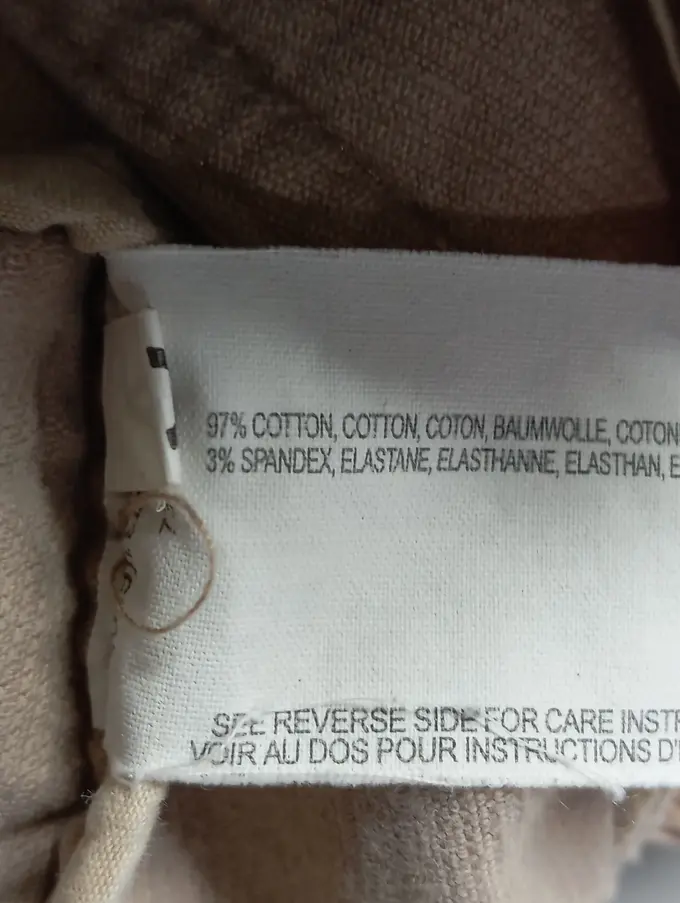 97% COTTON, COTTON, COTON, BAUMWOLLE, COTON
3% SPANDEX, ELASTANE, ELASTHANNE, ELASTHAN, E
SEE REVERSE SIDE FOR CARE INSTR
VOIR AU DOS POUR INSTRUCTIONS D'